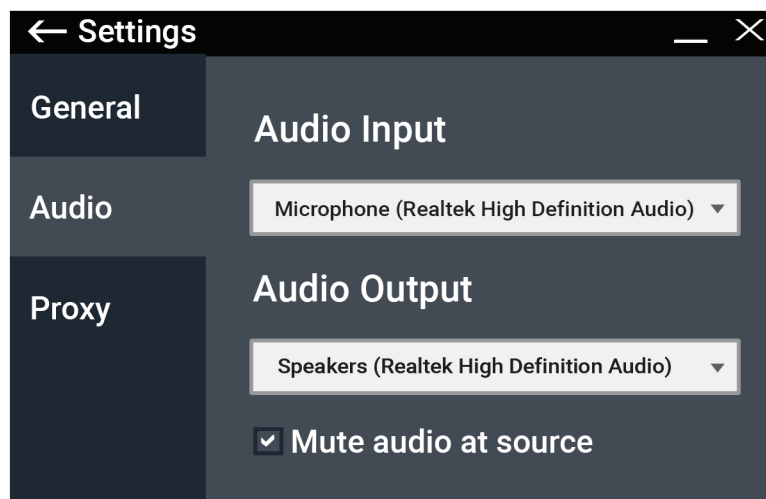 Settings
General
Audio
Proxy
Audio Input
Microphone (Realtek High Definition Audio)
Audio Output
Speakers (Realtek High Definition Audio)
Mute audio at source